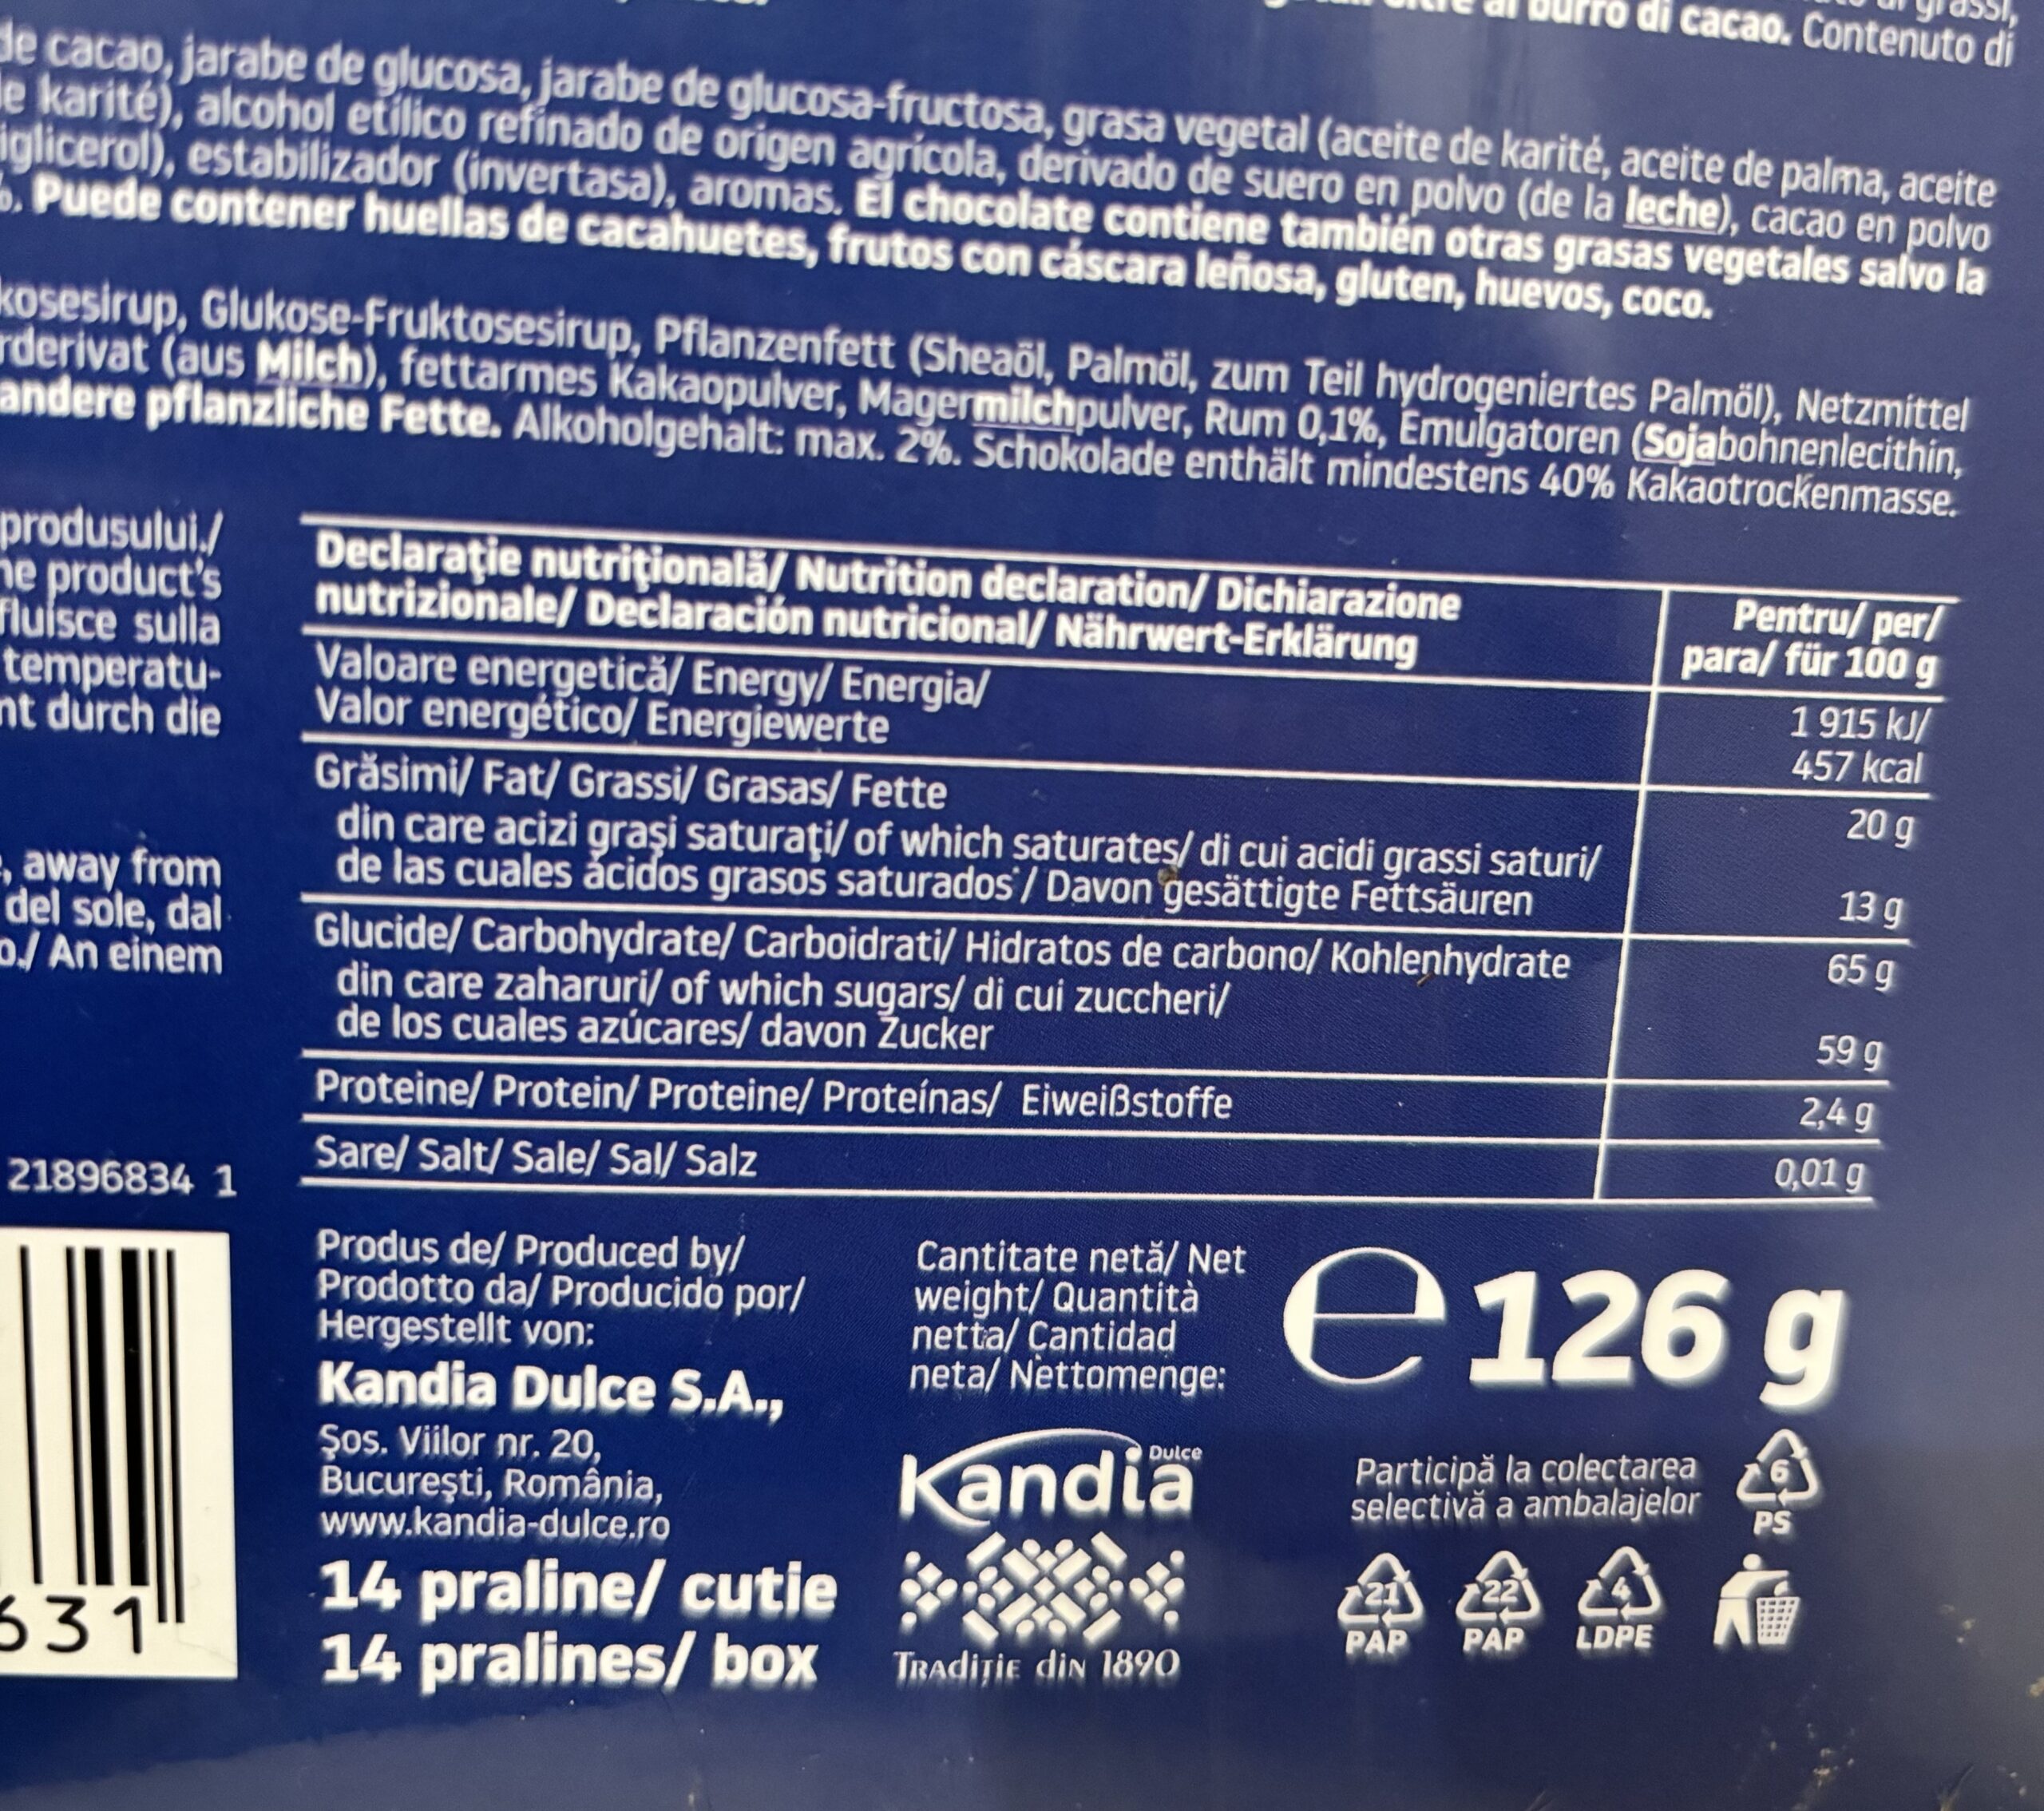 al burro di cacao. Contenuto di
de cacao, jarabe de glucosa, jarabe de glucosa-fructosa, grasa vegetal (aceite de karité, aceite de palma, aceite
karité), alcohol etílico refinado de origen agrícola, derivado de suero en polvo (de la leche), cacao en polvo
estabilizador (invertasa), aromas. El chocolate contiene también otras grasas vegetales salvo la
Puede contener huellas de cacahuetes, frutos con cáscara leñosa, gluten, huevos, coco.
kosesirup, Glukose-Fruktosesirup, Pflanzenfett (Sheaöl, Palmöl, zum Teil hydrogeniertes Palmöl), Netzmittel
rderivat (aus Milch), fettarmes Kakaopulver, Magermilchpulver, Rum 0,1%, Emulgatoren (Sojabohnenlecithin,
andere pflanzliche Fette. Alkoholgehalt: max. 2%. Schokolade enthält mindestens 40% Kakaotrockenmasse.
produsului./
he product's
fluisce sulla
temperatu-
nt durch die
, away from
del sole, dal
o./ An einem
21896834 1
631
Declaraţie nutriţională/ Nutrition declaration/ Dichiarazione
nutrizionale/ Declaración nutricional/ Nährwert-Erklärung
Pentru/ per/
para/ für 100 g
Valoare energetică/ Energy/ Energia/
Valor energético/ Energiewerte
1 915 kJ/
457 kcal
Grăsimi/ Fat/ Grassi/ Grasas/ Fette
20 g
din care acizi graşi saturaţi/ of which saturates/ di cui acidi grassi saturi/
de las cuales ácidos grasos saturados / Davon gesättigte Fettsäuren
13 g
Glucide/ Carbohydrate/ Carboidrati/ Hidratos de carbono/ Kohlenhydrate
65 g
din care zaharuri/ of which sugars/ di cui zuccheri/
de los cuales azúcares/ davon Zucker
59 g
Proteine/ Protein/ Proteine/ Proteínas/ Eiweißstoffe
2,4 g
Sare/ Salt/ Sale/ Sal/ Salz
0,01 g
Produs de/ Produced by/
Prodotto da/ Producido por/
Hergestellt von:
Kandia Dulce S.A.,
Şos. Viilor nr. 20,
Bucureşti, România,
www.kandia-dulce.ro
14 praline/ cutie
14 pralines/ box
Cantitate netă/ Net
weight/ Quantità
netta/ Cantidad
neta/ Nettomenge:
e 126 g
Kandia Dulce
Tradiţie din 1890
Participă la colectarea
selectivă a ambalajelor
6
PS
21
PAP
22
PAP
4
LDPE